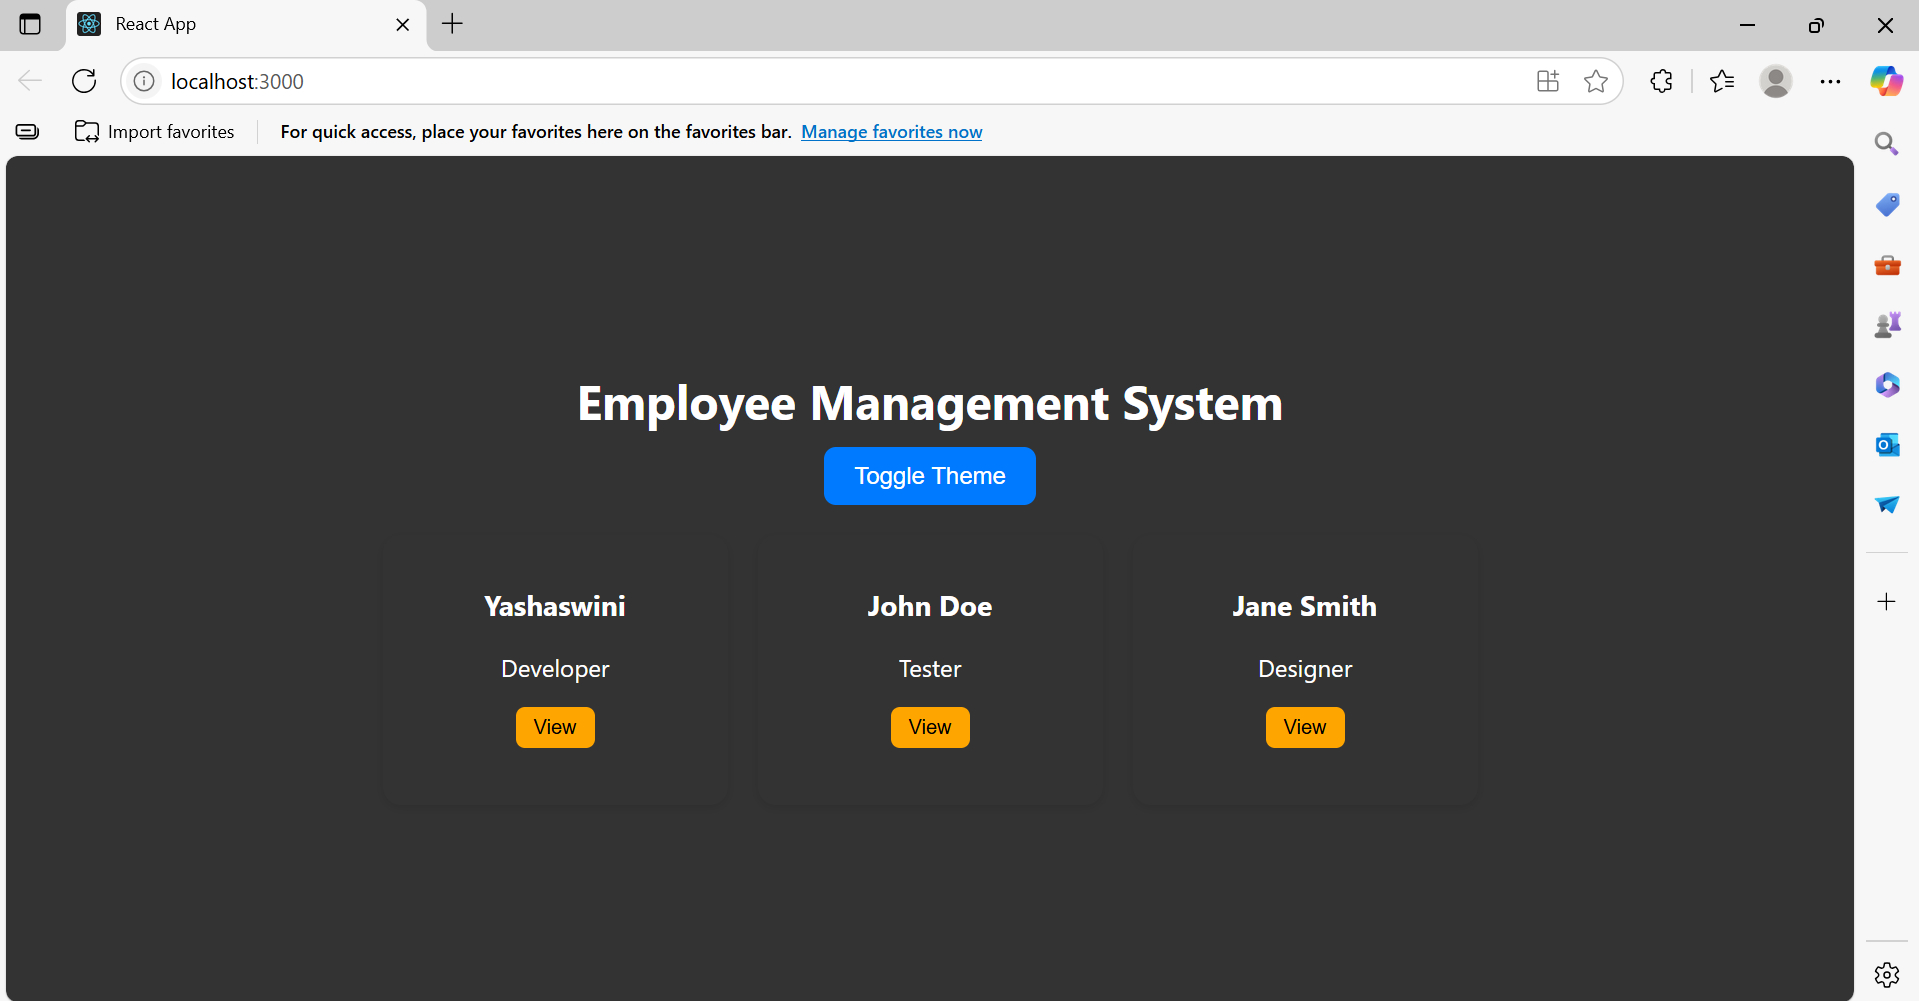 React App
localhost:3000
Import favorites
For quick access, place your favorites here on the favorites bar. Manage favorites now
Employee Management System
Toggle Theme
Yashaswini
John Doe
Jane Smith
Developer
Tester
Designer
View
View
View